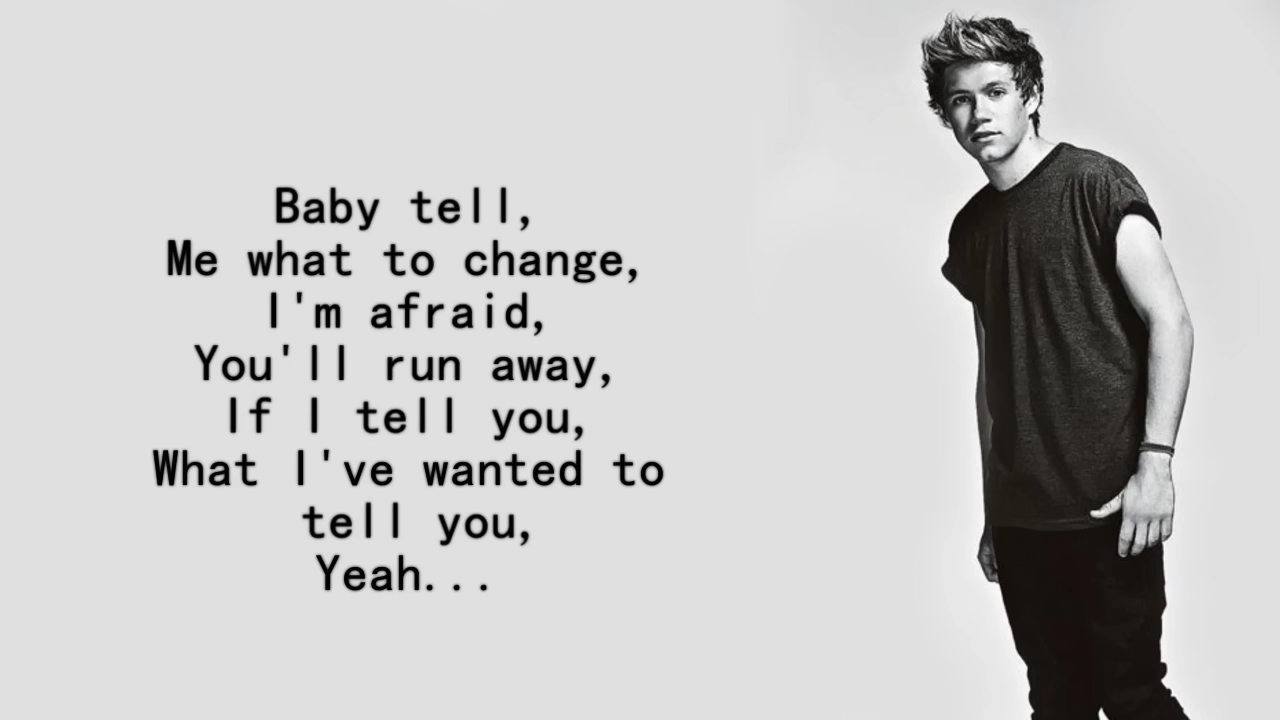 Baby tell,
Me what to change,
I'm afraid,
You'll run away,
If I tell you,
What I've wanted to
tell you,
Yeah...